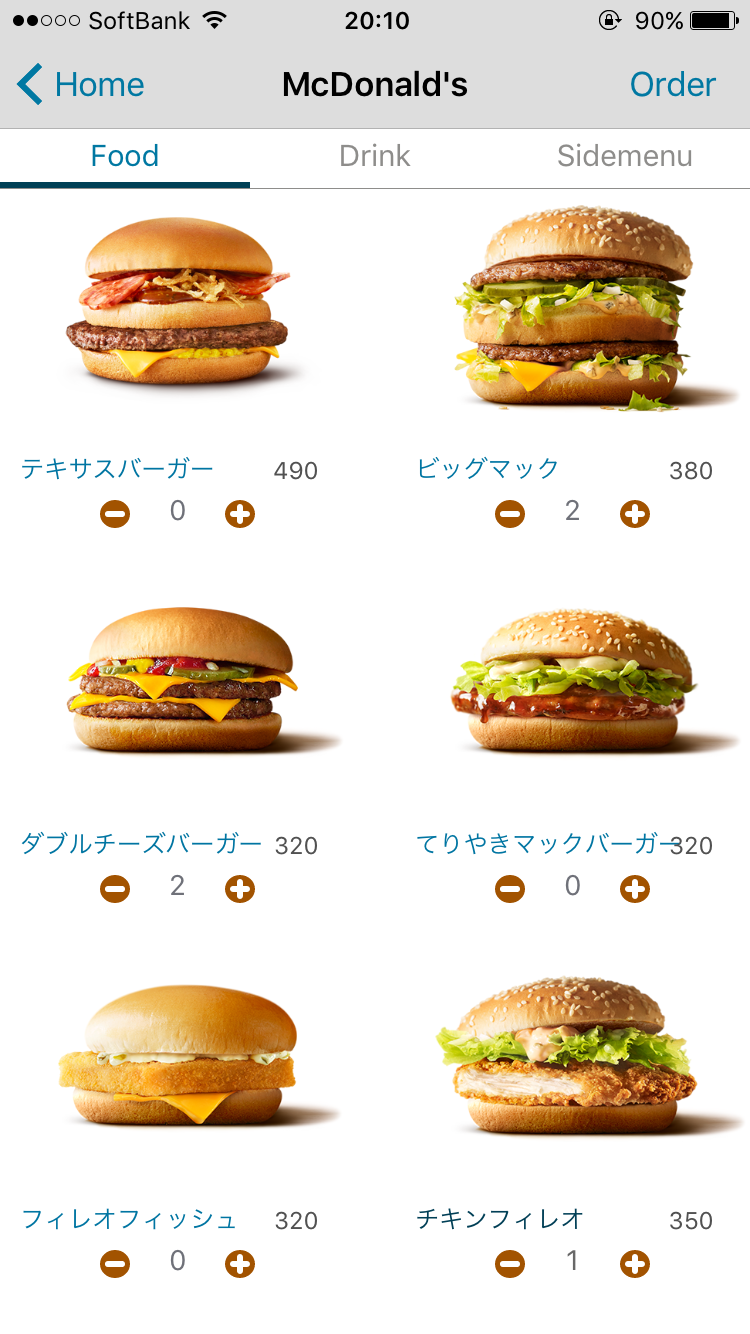 SoftBank 20:10 90%
Home McDonald's Order
Food Drink Sidemenu
テキサスバーガー 490 ビッグマック 380
0 2
ダブルチーズバーガー 320 てりやきマックバーガー 320
2 0
フィレオフィッシュ 320 チキンフィレオ 350
0 1